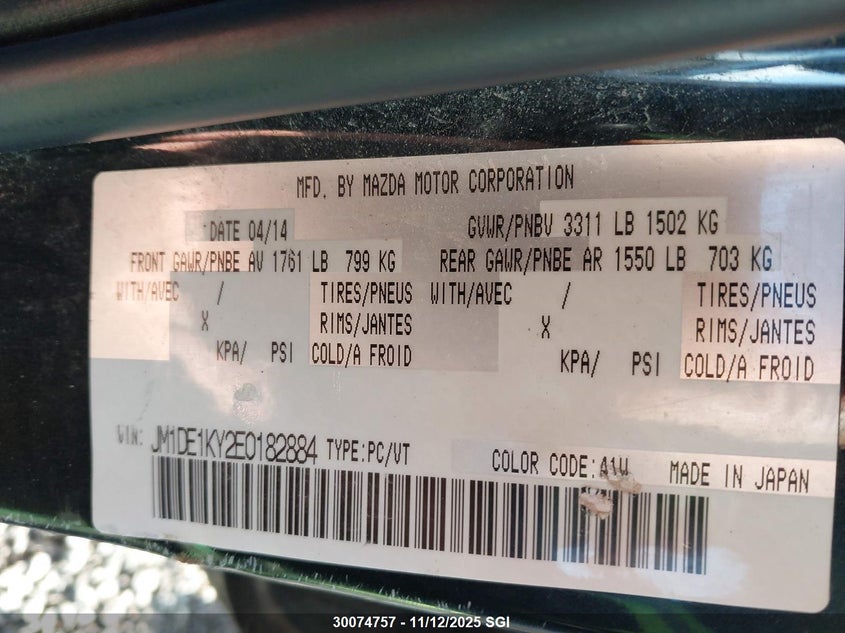 MFD. BY MAZDA MOTOR CORPORATION
DATE 04/14 GVWR/PNBV 3311 LB 1502 KG
FRONT GAWR/PNBE AV 1761 LB 799 KG REAR GAWR/PNBE AR 1550 LB 703 KG
WITH/AVEC / TIRES/PNEUS WITH/AVEC / TIRES/PNEUS
X RIMS/JANTES X RIMS/JANTES
KPA/ PSI COLD/A FROID KPA/ PSI COLD/A FROID
VIN: JM1DE1KY2E0182884 TYPE:PC/VT COLOR CODE:41W MADE IN JAPAN
30074757 - 11/12/2025 SGI